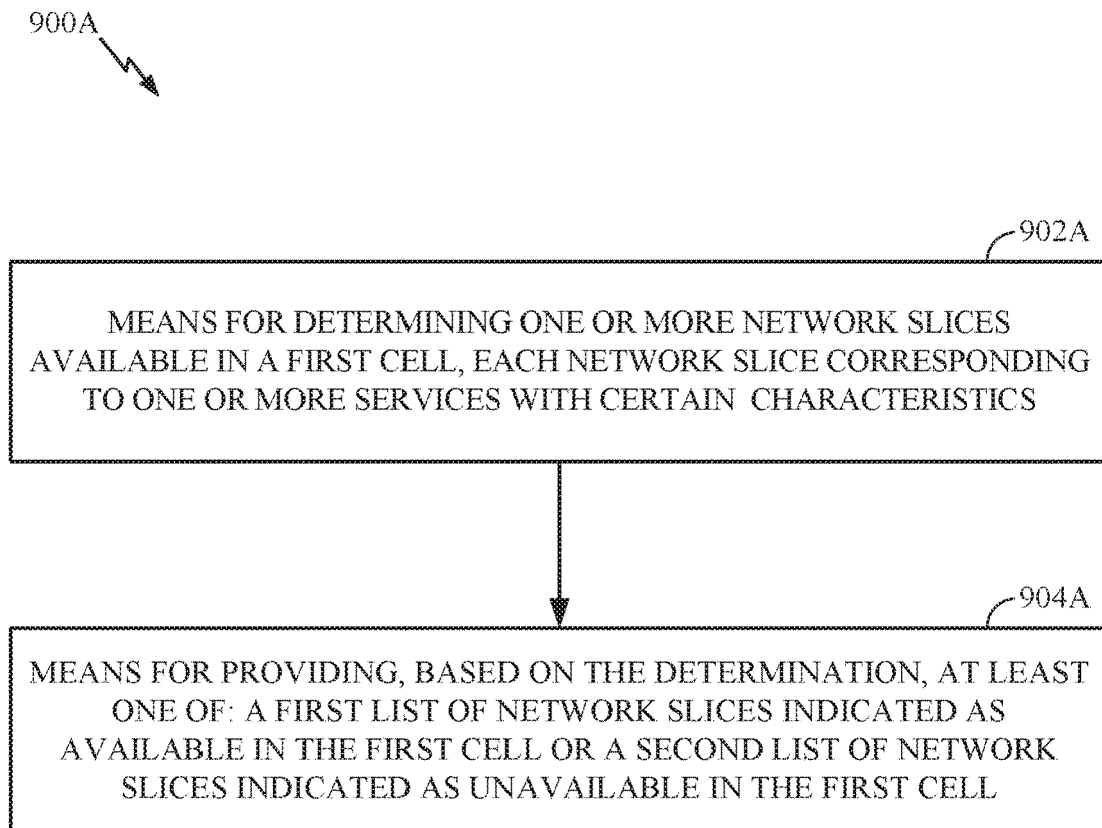 900A
902A
MEANS FOR DETERMINING ONE OR MORE NETWORK SLICES
AVAILABLE IN A FIRST CELL, EACH NETWORK SLICE CORRESPONDING
TO ONE OR MORE SERVICES WITH CERTAIN CHARACTERISTICS
904A
MEANS FOR PROVIDING, BASED ON THE DETERMINATION, AT LEAST
ONE OF: A FIRST LIST OF NETWORK SLICES INDICATED AS
AVAILABLE IN THE FIRST CELL OR A SECOND LIST OF NETWORK
SLICES INDICATED AS UNAVAILABLE IN THE FIRST CELL